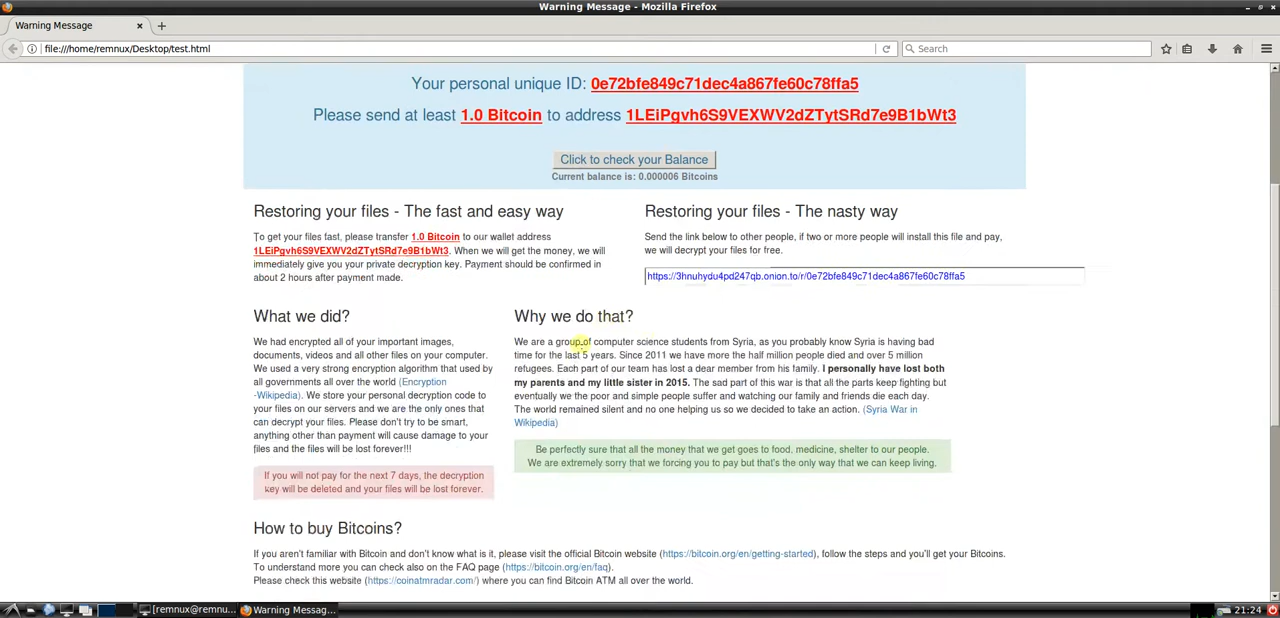 Warning Message - Mozilla Firefox
Warning Message
file:///home/remnux/Desktop/test.html
Search
Your personal unique ID: 0e72bfe849c71dec4a867fe60c78ffa5
Please send at least 1.0 Bitcoin to address 1LEiPgvh6S9VEXWV2dZTytSRd7e9B1bWt3
Click to check your Balance
Current balance is: 0.000006 Bitcoins
Restoring your files - The fast and easy way
To get your files fast, please transfer 1.0 Bitcoin to our wallet address
1LEiPgvh6S9VEXWV2dZTytSRd7e9B1bWt3. When we will get the money, we will
immediately give you your private decryption key. Payment should be confirmed in
about 2 hours after payment made.
Restoring your files - The nasty way
Send the link below to other people, if two or more people will install this file and pay,
we will decrypt your files for free.
https://3hnuhydu4pd247qb.onion.to/r/0e72bfe849c71dec4a867fe60c78ffa5
What we did?
We had encrypted all of your important images,
documents, videos and all other files on your computer.
We used a very strong encryption algorithm that used by
all governments all over the world (Encryption
-Wikipedia). We store your personal decryption code to
your files on our servers and we are the only ones that
can decrypt your files. Please don't try to be smart,
anything other than payment will cause damage to your
files and the files will be lost forever!!!
If you will not pay for the next 7 days, the decryption
key will be deleted and your files will be lost forever.
Why we do that?
We are a group of computer science students from Syria, as you probably know Syria is having bad
time for the last 5 years. Since 2011 we have more the half million people died and over 5 million
refugees. Each part of our team has lost a dear member from his family. I personally have lost both
my parents and my little sister in 2015. The sad part of this war is that all the parts keep fighting but
eventually we the poor and simple people suffer and watching our family and friends die each day.
The world remained silent and no one helping us so we decided to take an action. (Syria War in
Wikipedia)
Be perfectly sure that all the money that we get goes to food, medicine, shelter to our people.
We are extremely sorry that we forcing you to pay but that's the only way that we can keep living.
How to buy Bitcoins?
If you aren't familiar with Bitcoin and don't know what is it, please visit the official Bitcoin website (https://bitcoin.org/en/getting-started), follow the steps and you'll get your Bitcoins.
To understand more you can check also on the FAQ page (https://bitcoin.org/en/faq).
Please check this website (https://coinatmradar.com/) where you can find Bitcoin ATM all over the world.
[remnux@remnu...
Warning Messag...
21:24